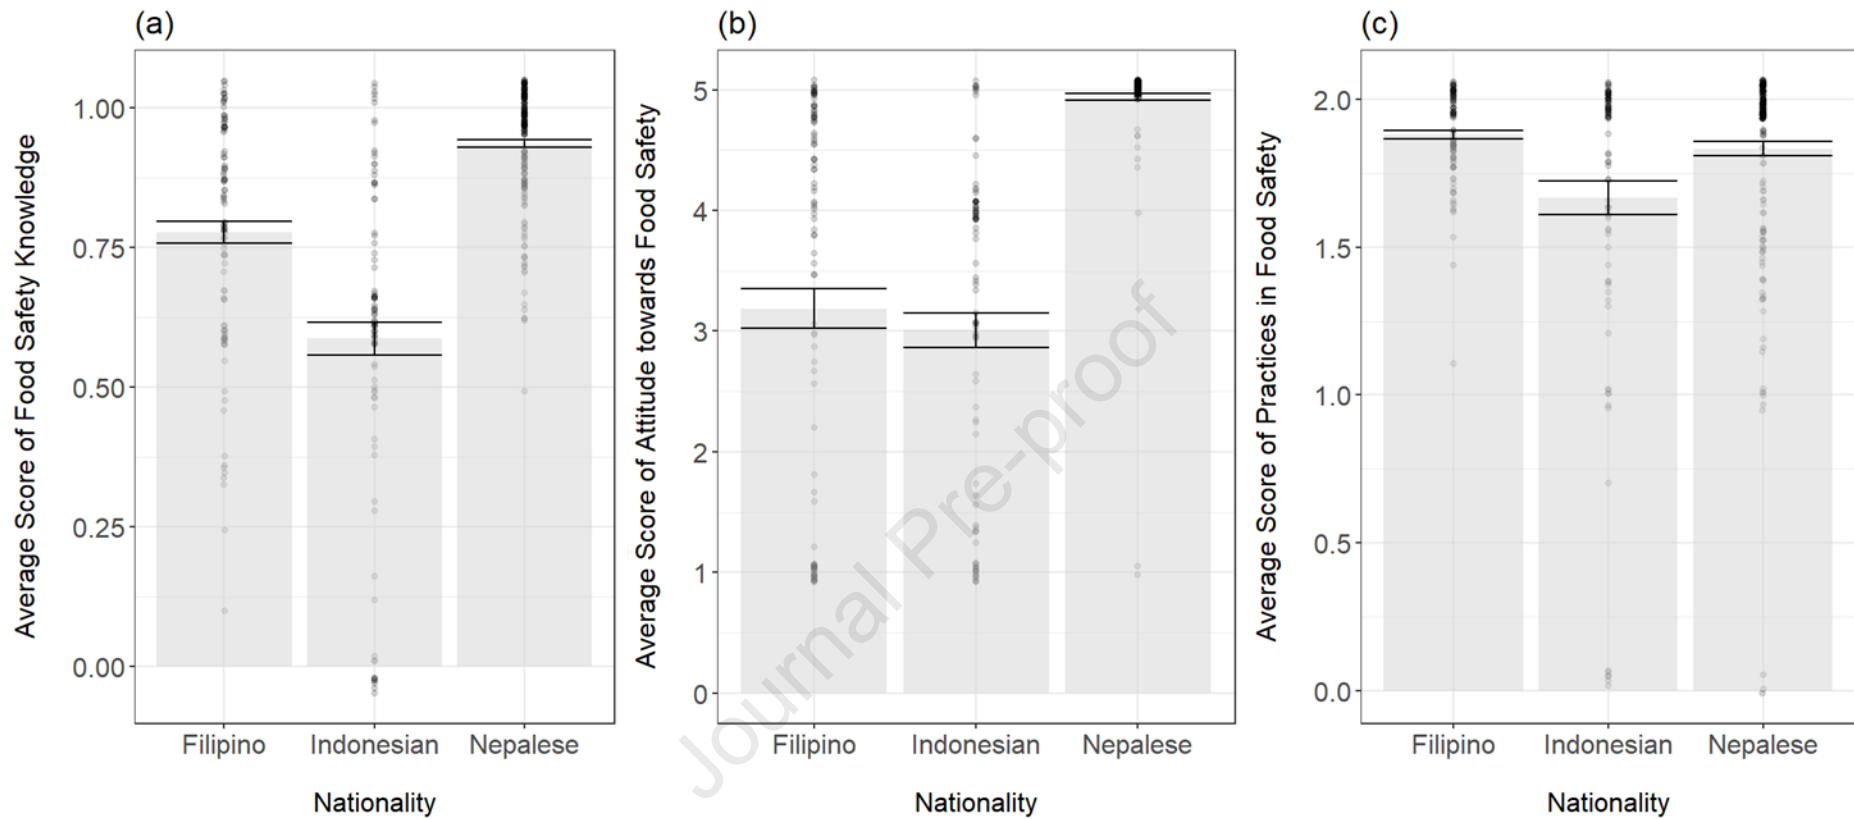 (a)
Average Score of Food Safety Knowledge
1.00
0.75
0.50
0.25
0.00
Filipino Indonesian Nepalese
Nationality
(b)
Average Score of Attitude towards Food Safety
5
4
3
2
1
0
Filipino Indonesian Nepalese
Nationality
(c)
Average Score of Practices in Food Safety
2.0
1.5
1.0
0.5
0.0
Filipino Indonesian Nepalese
Nationality
Journal Pre-proof